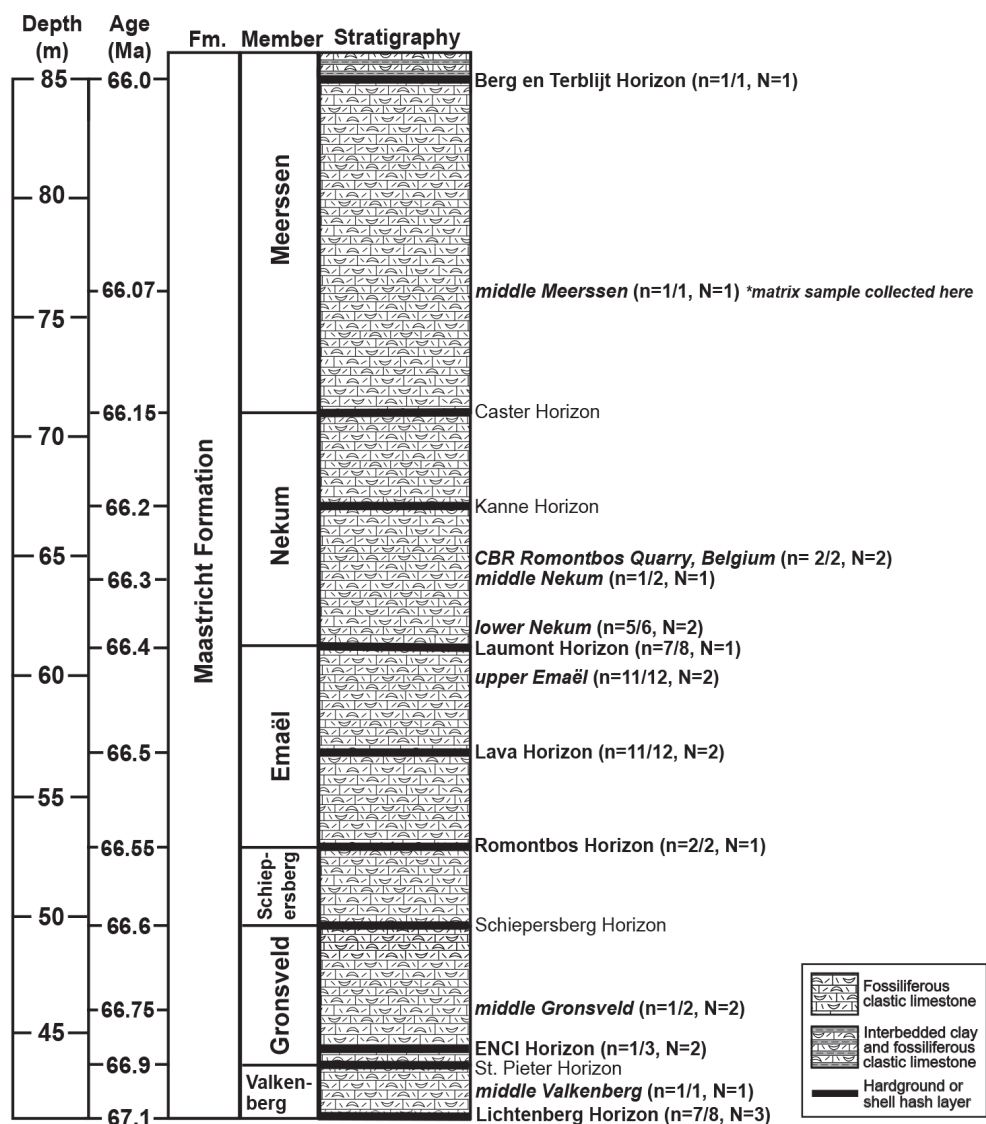 Depth
(m)
Age
(Ma)
Fm.
Member
Stratigraphy
85
80
75
70
65
60
55
50
45
66.0
66.07
66.15
66.2
66.3
66.4
66.5
66.55
66.6
66.75
66.9
67.1
Maastricht Formation
Meerssen
Nekum
Emaël
Schiep-
ersberg
Gronsveld
Valken-
berg
Berg en Terblijt Horizon (n=1/1, N=1)
middle Meerssen (n=1/1, N=1) *matrix sample collected here
Caster Horizon
Kanne Horizon
CBR Romontbos Quarry, Belgium (n= 2/2, N=2)
middle Nekum (n=1/2, N=1)
lower Nekum (n=5/6, N=2)
Laumont Horizon (n=7/8, N=1)
upper Emaël (n=11/12, N=2)
Lava Horizon (n=11/12, N=2)
Romontbos Horizon (n=2/2, N=1)
Schiepersberg Horizon
middle Gronsveld (n=1/2, N=2)
ENCI Horizon (n=1/3, N=2)
St. Pieter Horizon
middle Valkenberg (n=1/1, N=1)
Lichtenberg Horizon (n=7/8, N=3)
Fossiliferous
clastic limestone
Interbedded clay
and fossiliferous
clastic limestone
Hardground or
shell hash layer